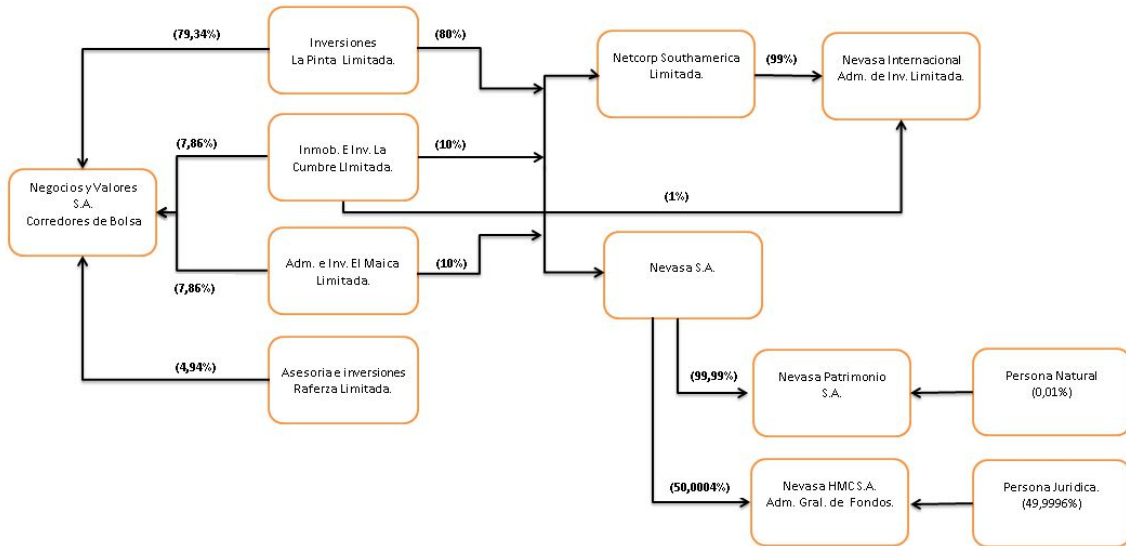 (79,34%)
Inversiones
La Pinta Limitada.
(80%)
Netcorp Southamerica
Limitada.
(99%)
Nevasa Internacional
Adm. de Inv. Limitada.
(7,86%)
Inmob. E Inv. La
Cumbre LImitada.
(10%)
(1%)
Negocios y Valores
S.A.
Corredores de Bolsa
Adm. e Inv. El Maica
Limitada.
(10%)
(7,86%)
Nevasa S.A.
(4,94%)
Asesoria e inversiones
Raferza Limitada.
(99,99%)
Nevasa Patrimonio
S.A.
Persona Natural
(0,01%)
(50,0004%)
Nevasa HMC S.A.
Adm. Gral. de Fondos.
Persona Juridica.
(49,9996%)